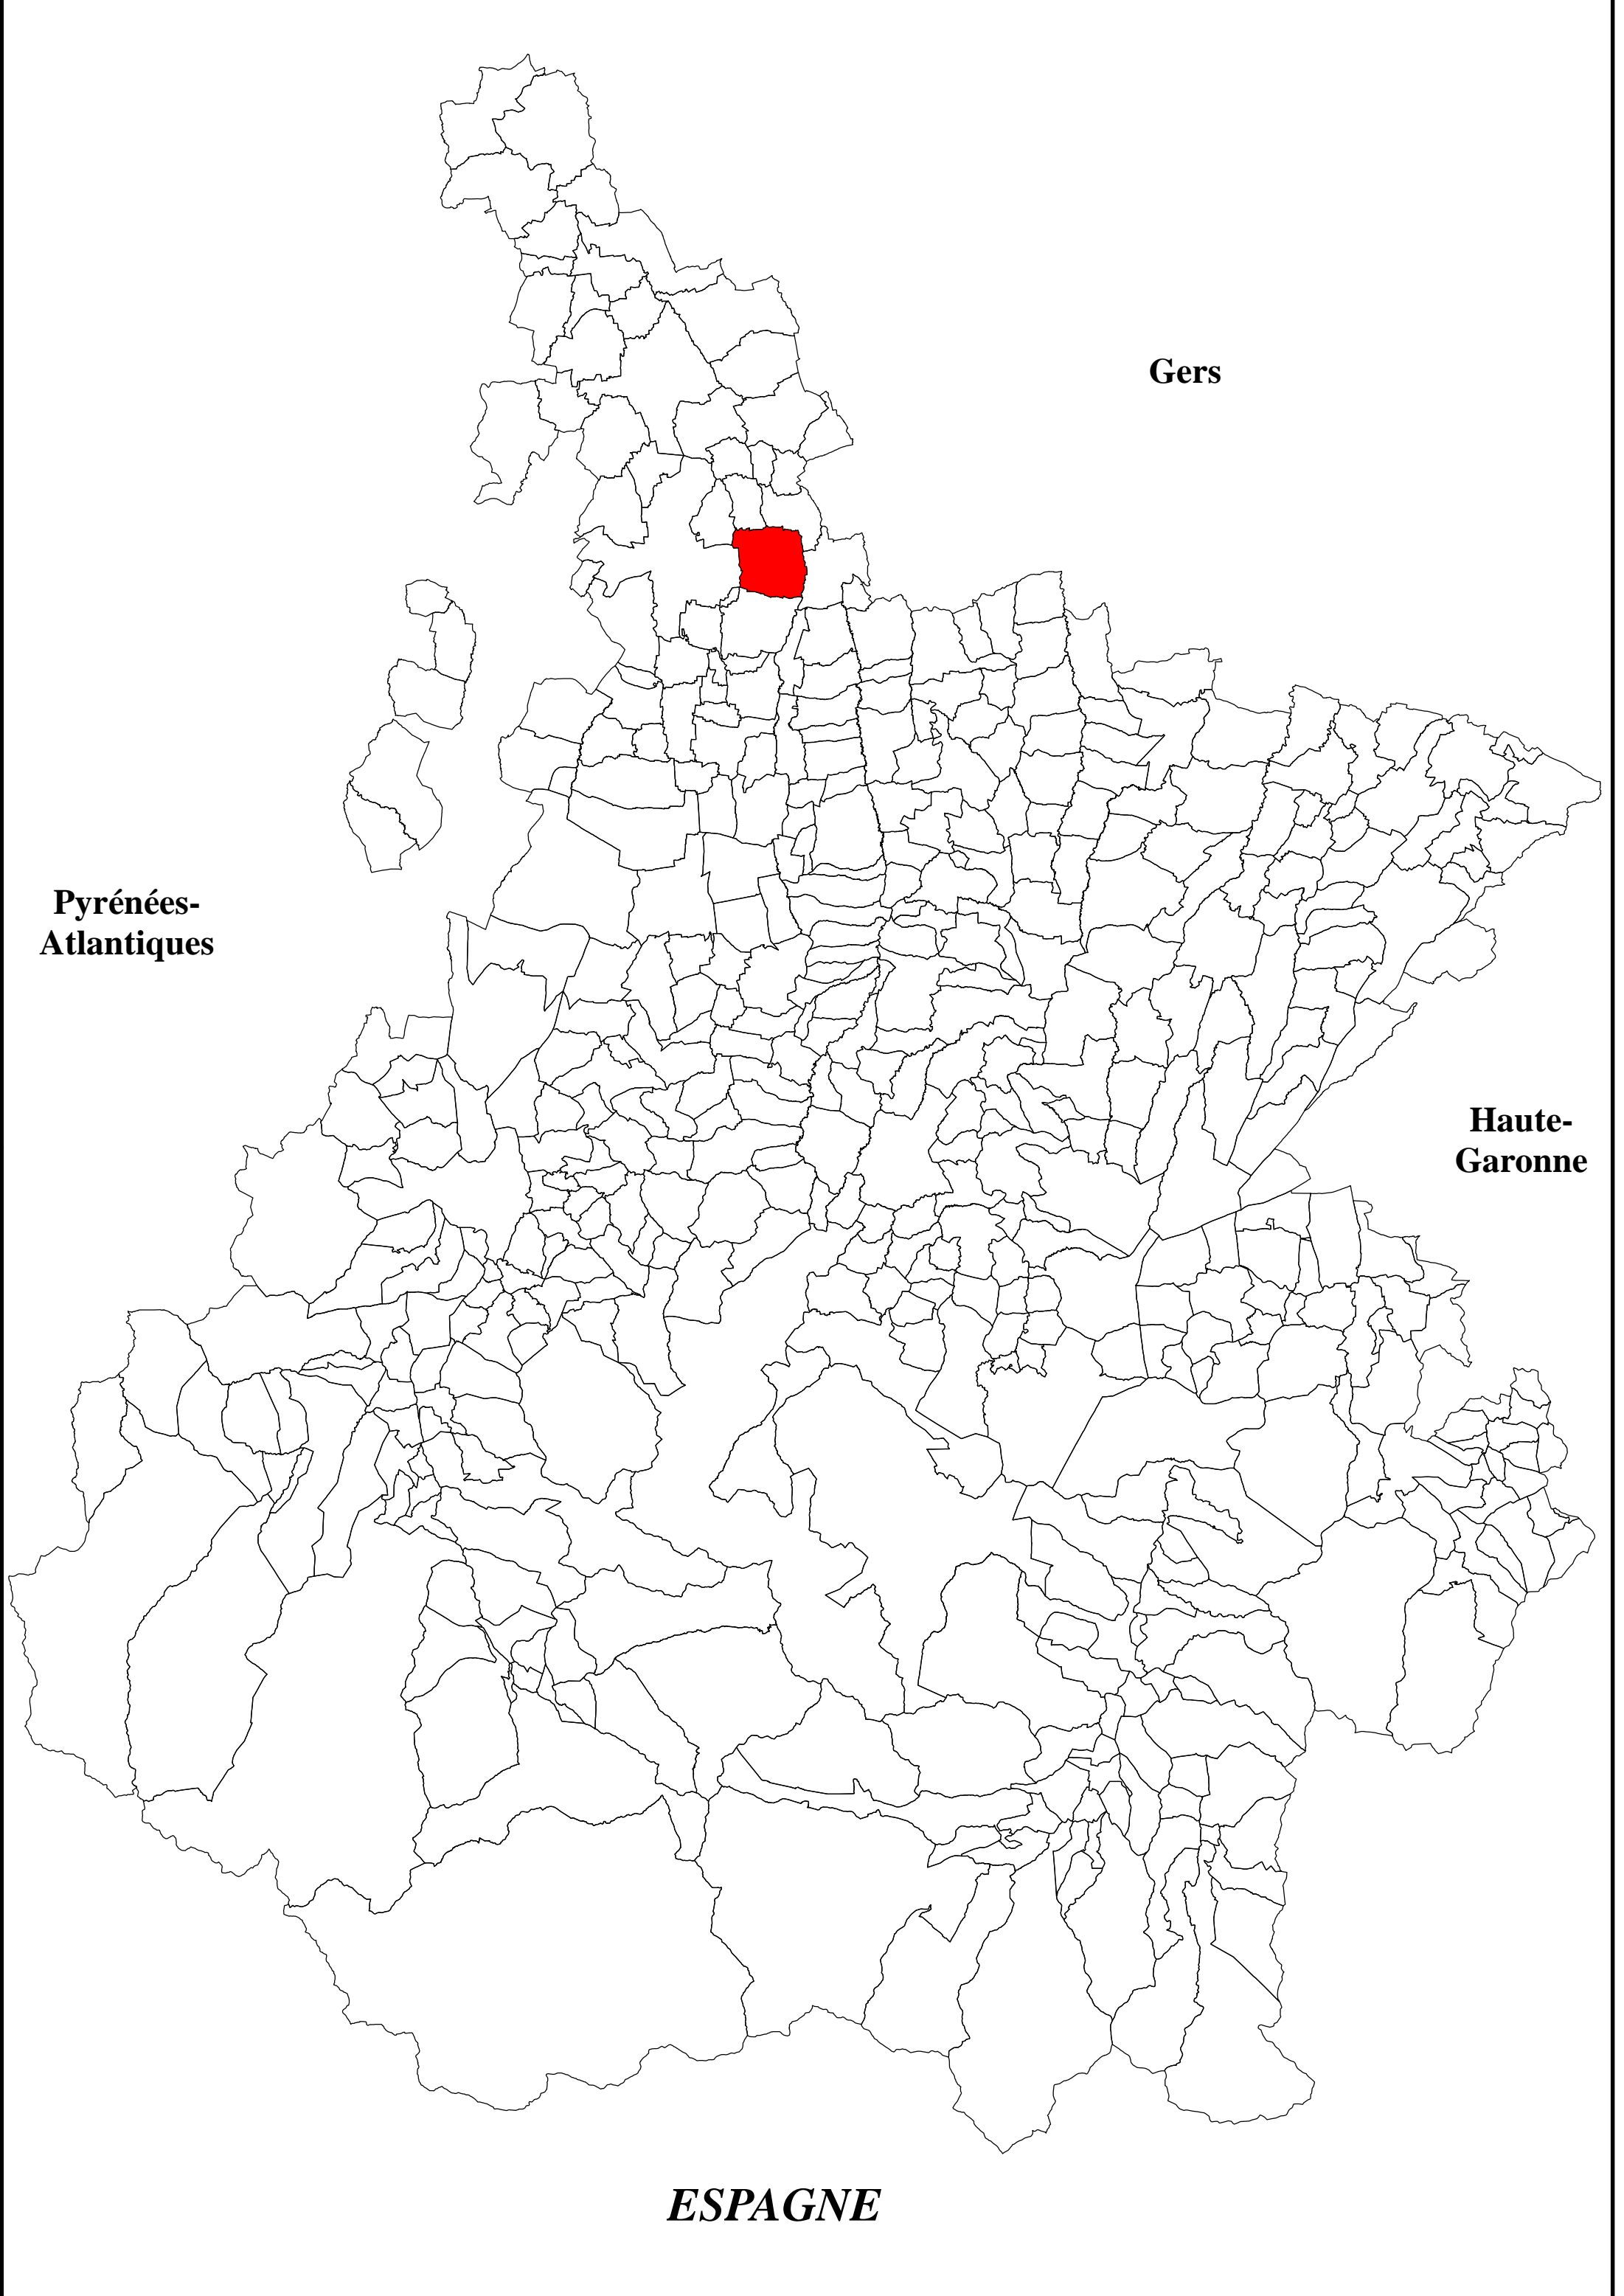 Gers
Pyrénées-
Atlantiques
Haute-
Garonne
ESPAGNE